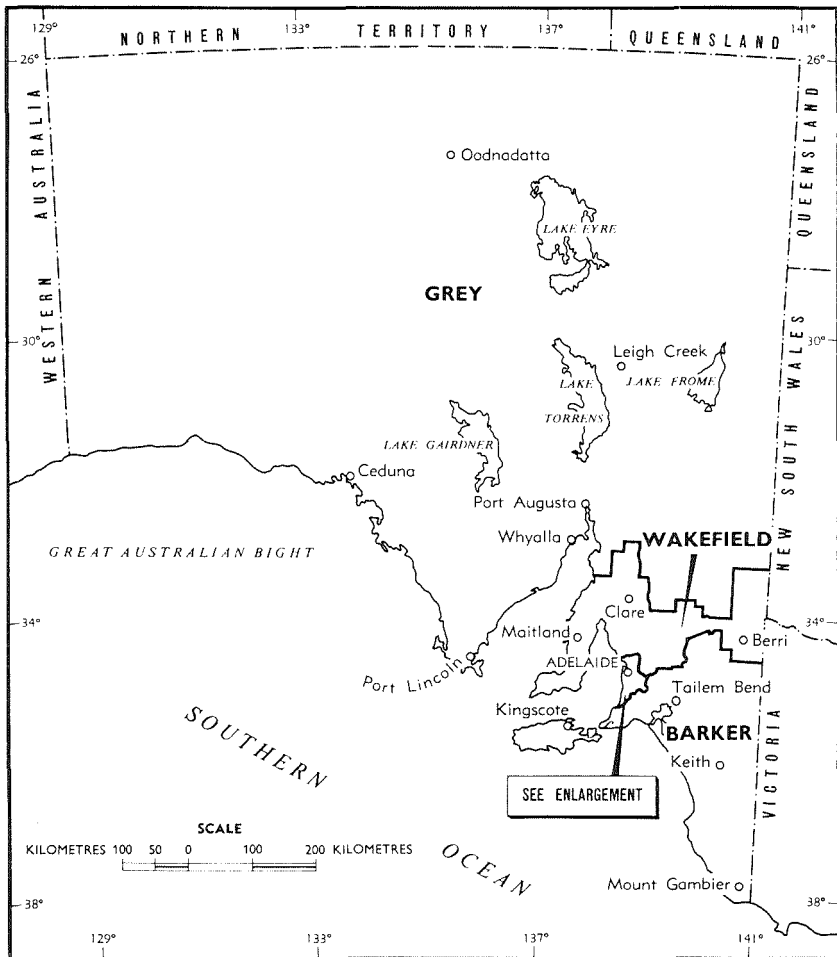 129° 133° 137° 141°
NORTHERN TERRITORY QUEENSLAND
26° 26°
WESTERN AUSTRALIA
QUEENSLAND
Oodnadatta
LAKE EYRE
GREY
30° 30°
NEW SOUTH WALES
Leigh Creek
LAKE FROME
LAKE
TORRENS
LAKE GAIRDNER
Ceduna
Port Augusta
Whyalla
WAKEFIELD
GREAT AUSTRALIAN BIGHT
Clare
34° 34°
Maitland
Berri
ADELAIDE
Port Lincoln
Tailem Bend
Kingscote
BARKER
SOUTHERN
Keith
VICTORIA
SEE ENLARGEMENT
SCALE
KILOMETRES 100 50 0 100 200 KILOMETRES
OCEAN
Mount Gambier
38° 38°
129° 133° 137° 141°